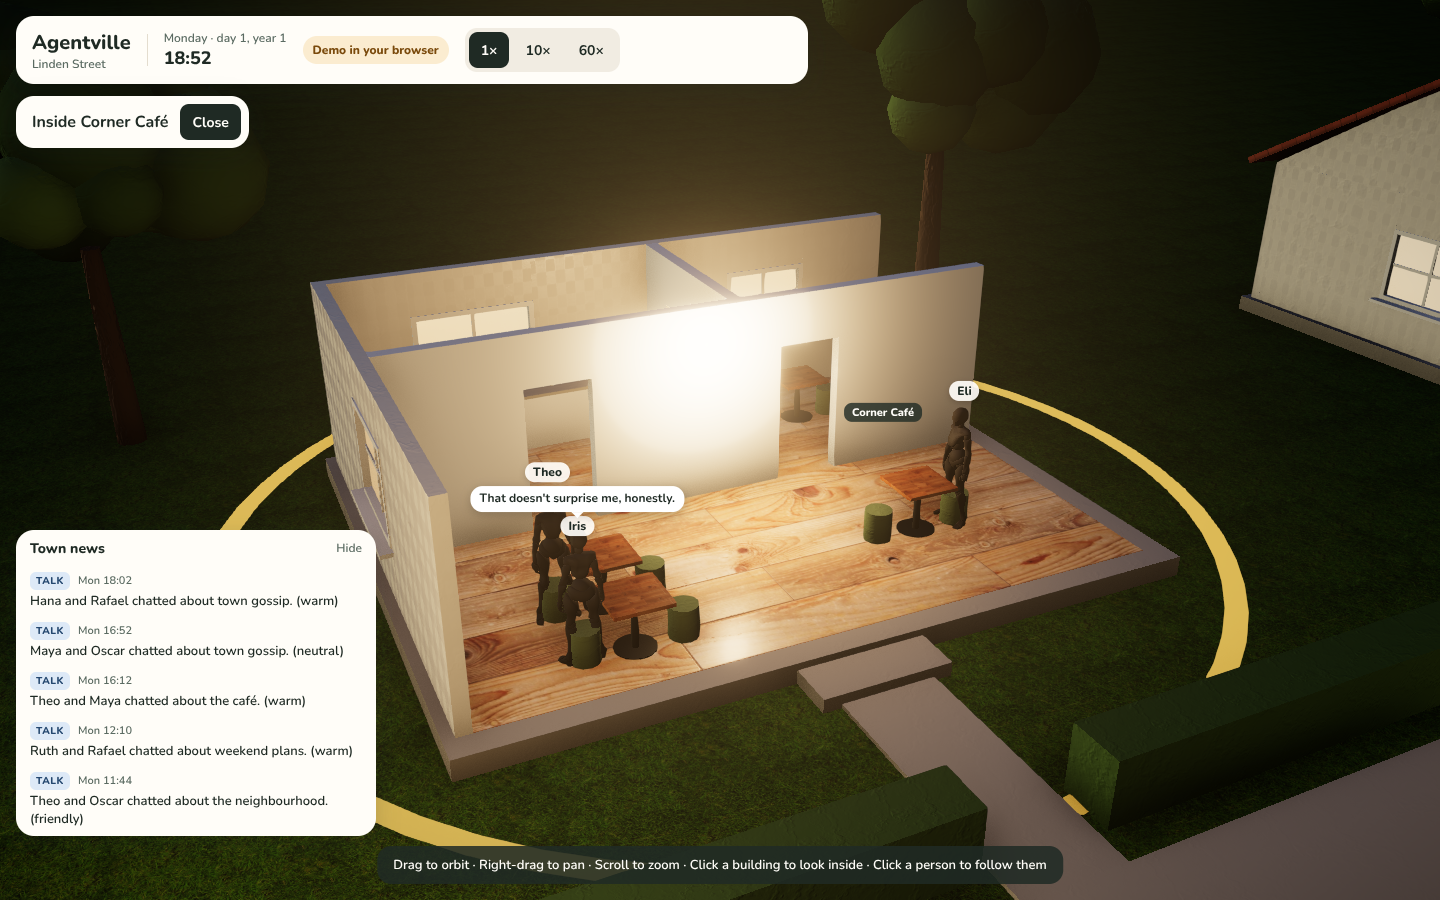 Agentville
Linden Street
Monday · day 1, year 1
18:52
Demo in your browser
1×
10×
60×
Inside Corner Café
Close
Eli
Corner Café
Theo
That doesn't surprise me, honestly.
Iris
Town news
Hide
TALK Mon 18:02
Hana and Rafael chatted about town gossip. (warm)
TALK Mon 16:52
Maya and Oscar chatted about town gossip. (neutral)
TALK Mon 16:12
Theo and Maya chatted about the café. (warm)
TALK Mon 12:10
Ruth and Rafael chatted about weekend plans. (warm)
TALK Mon 11:44
Theo and Oscar chatted about the neighbourhood.
(friendly)
Drag to orbit · Right-drag to pan · Scroll to zoom · Click a building to look inside · Click a person to follow them